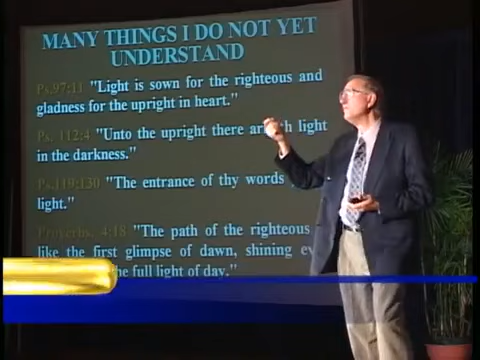 MANY THINGS I DO NOT YET
UNDERSTAND
Ps.97:11 "Light is sown for the righteous and
gladness for the upright in heart."
Ps. 112:4 "Unto the upright there light
in the darkness."
Ps.119:130 "The entrance of thy words
light."
Proverbs. 4:18 "The path of the righteous
like the first glimpse of dawn, shining
the full light of day."